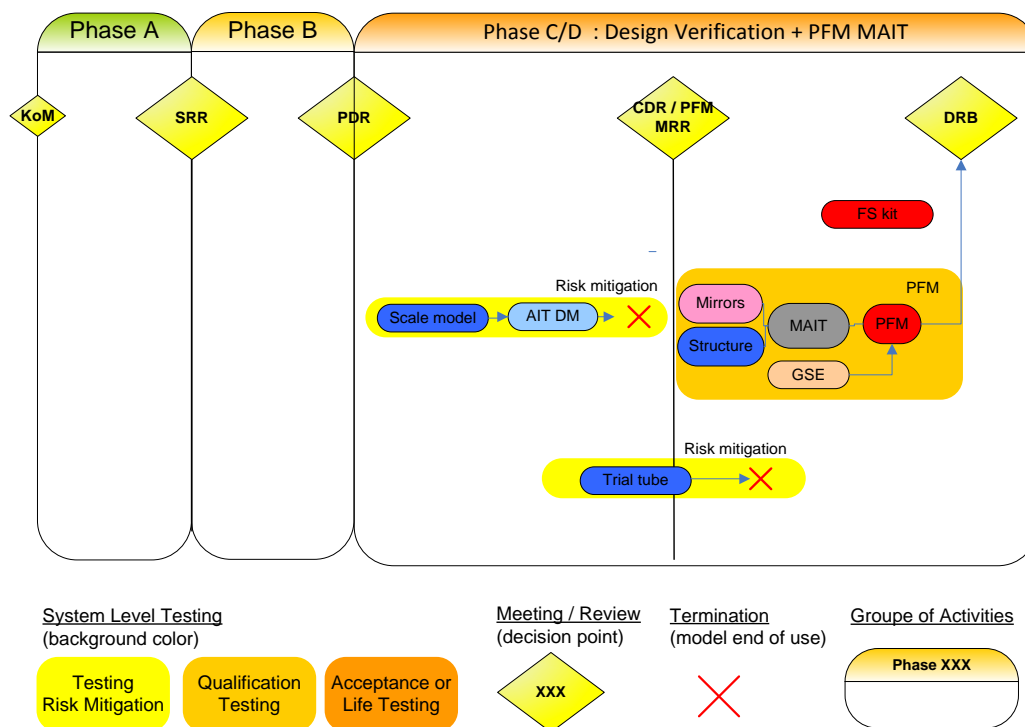 Phase A
Phase B
Phase C/D : Design Verification + PFM MAIT
KoM
SRR
PDR
CDR / PFM
MRR
DRB
FS kit
Risk mitigation
Scale model
AIT DM
PFM
Mirrors
Structure
MAIT
PFM
GSE
Risk mitigation
Trial tube
System Level Testing
(background color)
Testing
Risk Mitigation
Qualification
Testing
Acceptance or
Life Testing
Meeting / Review
(decision point)
XXX
Termination
(model end of use)
Groupe of Activities
Phase XXX